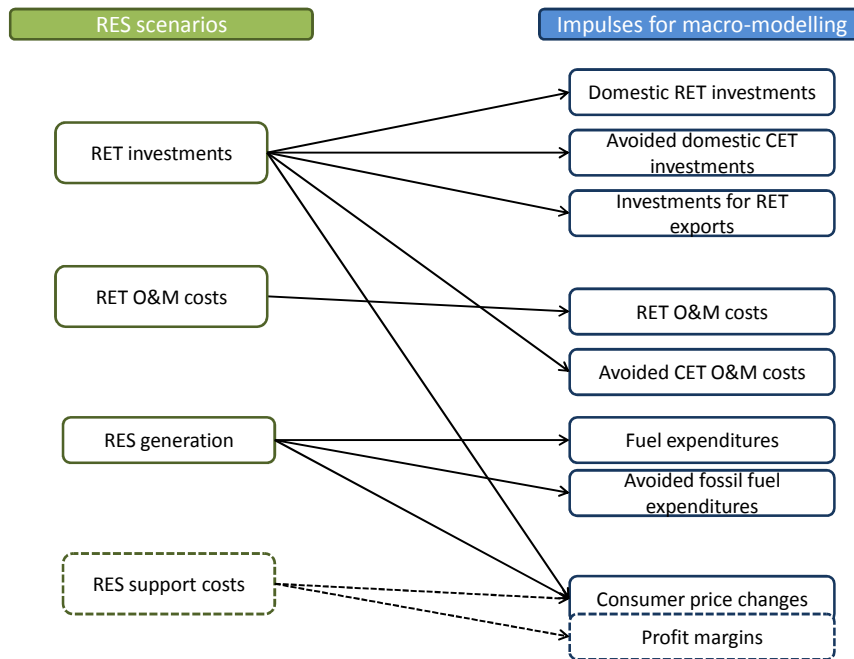 RES scenarios
Impulses for macro-modelling
RET investments
Domestic RET investments
Avoided domestic CET
investments
Investments for RET
exports
RET O&M costs
RET O&M costs
Avoided CET O&M costs
RES generation
Fuel expenditures
Avoided fossil fuel
expenditures
RES support costs
Consumer price changes
Profit margins